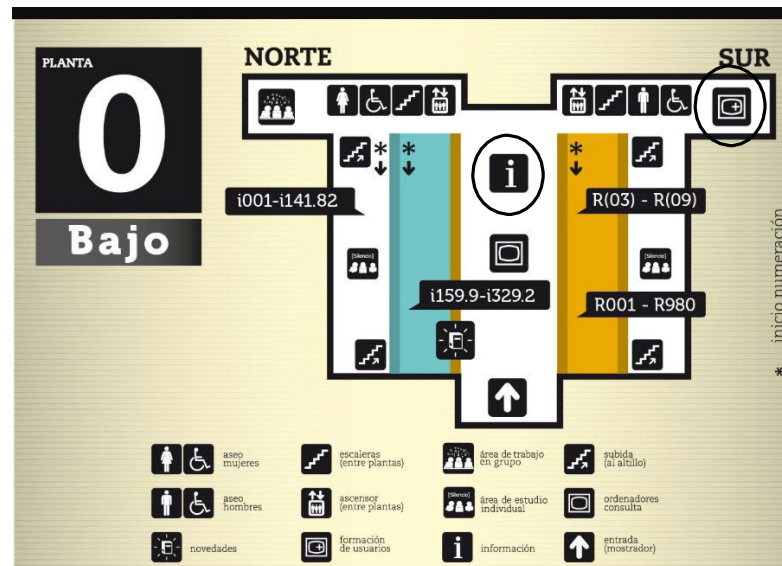 PLANTA
0
Bajo
NORTE
SUR
i
i001-i141.82
R(03) - R(09)
[Silencio]
[Silencio]
i159.9-i329.2
R001 - R980
* inicio numeración
aseo
mujeres
escaleras
(entre plantas)
área de trabajo
en grupo
subida
(al altillo)
aseo
hombres
ascensor
(entre plantas)
[Silencio]
área de estudio
individual
ordenadores
consulta
novedades
formación
de usuarios
i
información
entrada
(mostrador)